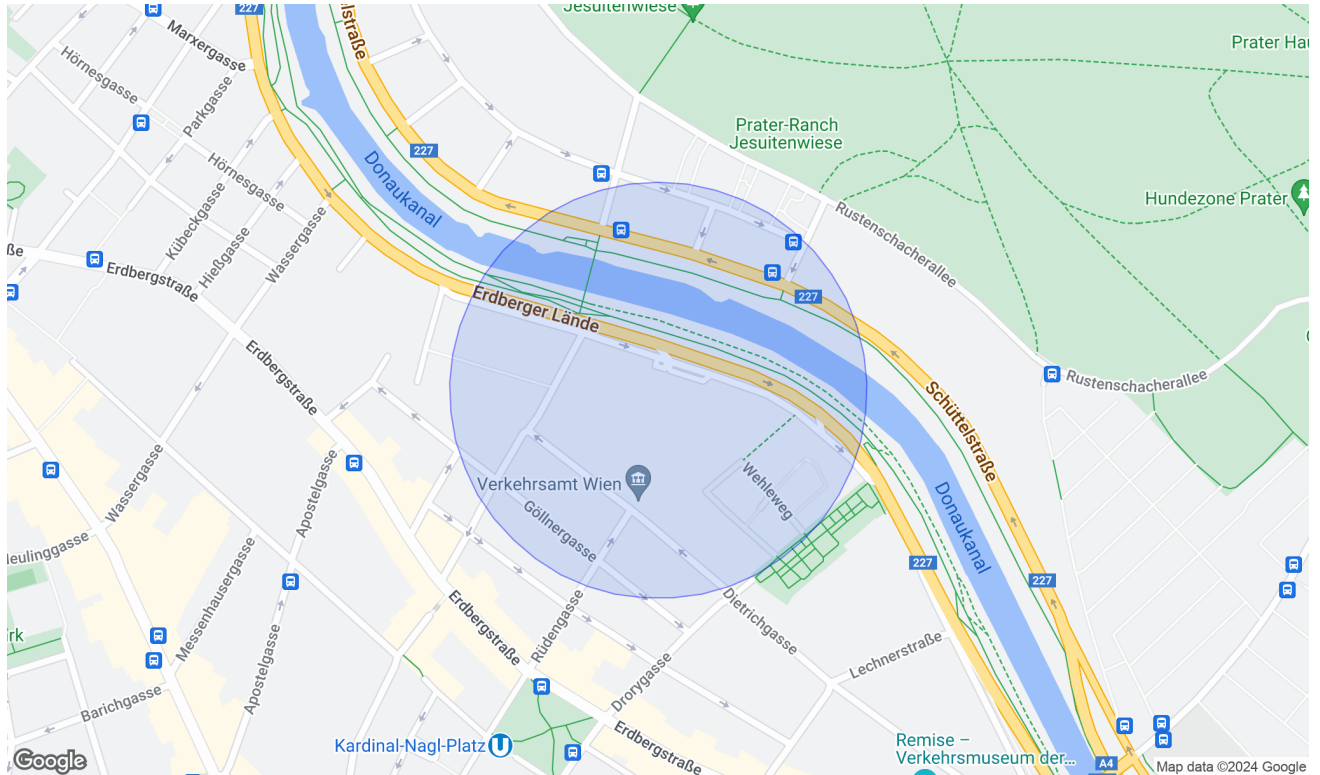 227
Jesuitenwiese
Prater Hau
Marxergasse
Hörnesgasse
Parkgasse
Prater-Ranch
Jesuitenwiese
227
Donaukanal
Hörnesgasse
Hundezone Prater
Kübeckgasse
Hießgasse
Wassergasse
Rustenschacherallee
Erdbergstraße
Erdberger Lände
227
Rustenschacherallee
Erdbergstraße
Schüttelstraße
Wassergasse
Apostelgasse
Verkehrsamt Wien
Wehleweg
Göllnergasse
Donaukanal
Messenhausergasse
227
227
Erdbergstraße
Rüdengasse
Dietrichgasse
Apostelgasse
Drorygasse
Lechnerstraße
Barichgasse
Kardinal-Nagl-Platz
U
Erdbergstraße
Remise –
Verkehrsmuseum der...
A4
Google
Map data ©2024 Google